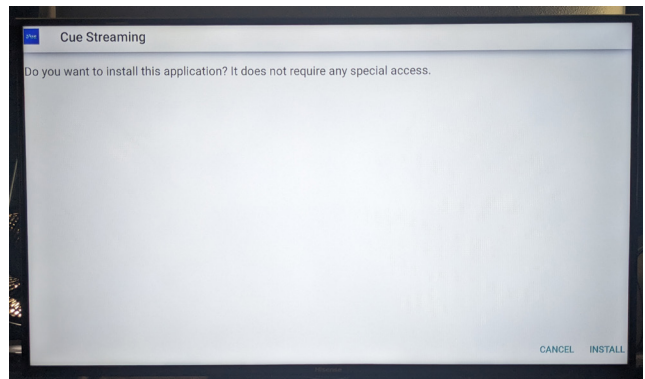 Cue Streaming
Do you want to install this application? It does not require any special access.
CANCEL INSTALL